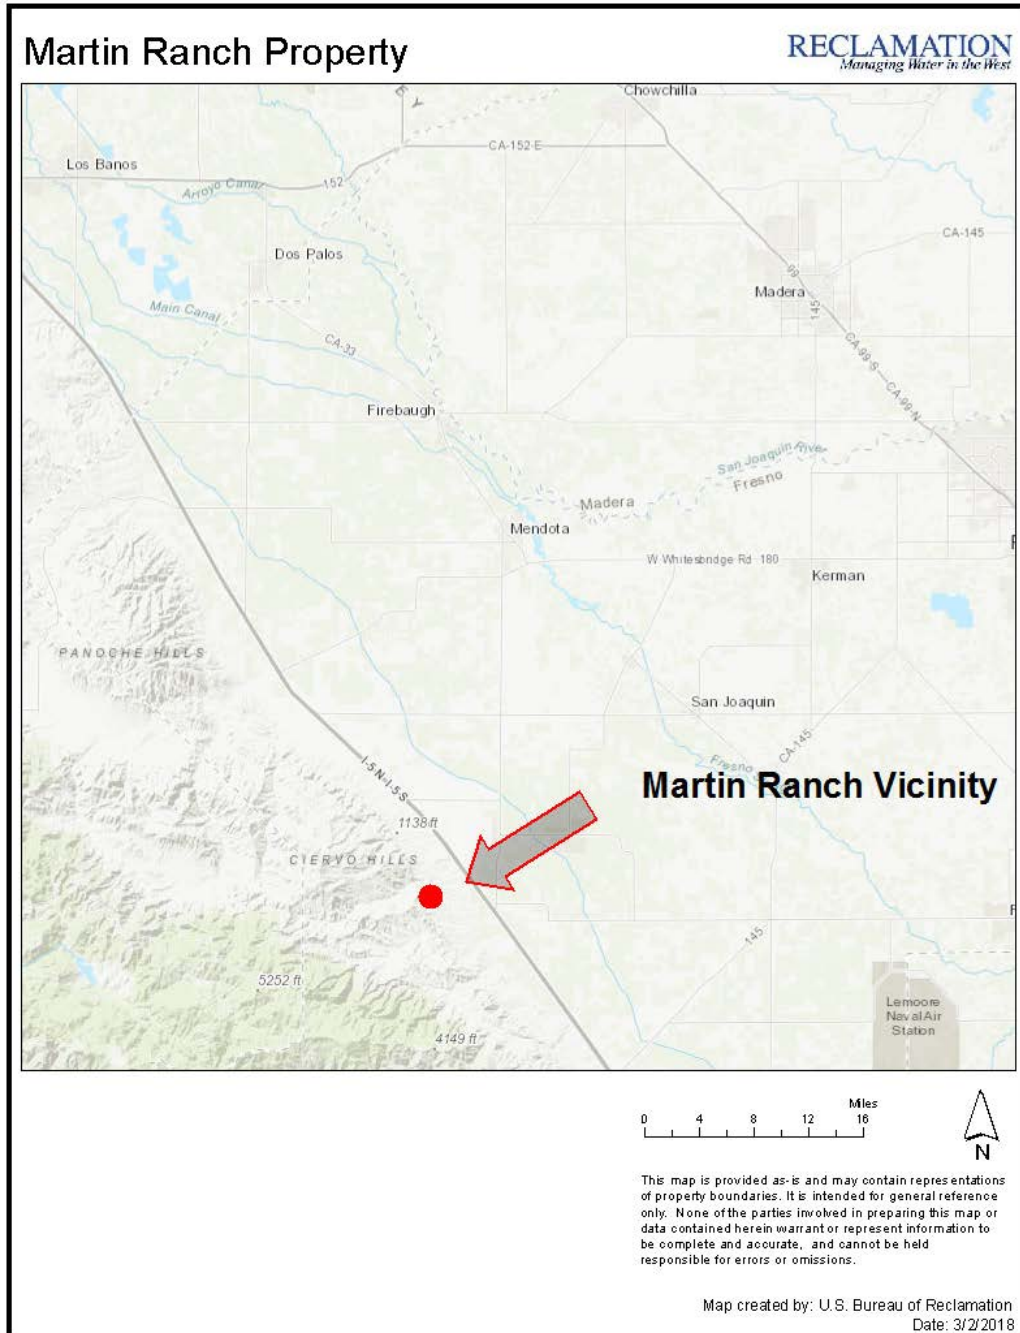 Martin Ranch Property
RECLAMATION
Managing Water in the West
E Y
Chowchilla
CA-152 E
Los Banos
152
Arroyo Canal
CA-145
Dos Palos
99
Madera
145
Main Canal
CA-33
CA-99-S
CA-99-N
Firebaugh
San Joaquin River
Fresno
Madera
Mendota
W Whitesbridge Rd 180
Kerman
PANOCHE HILLS
San Joaquin
CA-145
Fresno
I-5 N-I-5 S
Martin Ranch Vicinity
1138 ft
CIERVO HILLS
145
5252 ft
Lemoore
Naval Air
Station
4149 ft
Miles
0 4 8 12 16
N
This map is provided as-is and may contain representations
of property boundaries. It is intended for general reference
only. None of the parties involved in preparing this map or
data contained herein warrant or represent information to
be complete and accurate, and cannot be held
responsible for errors or omissions.
Map created by: U.S. Bureau of Reclamation
Date: 3/2/2018